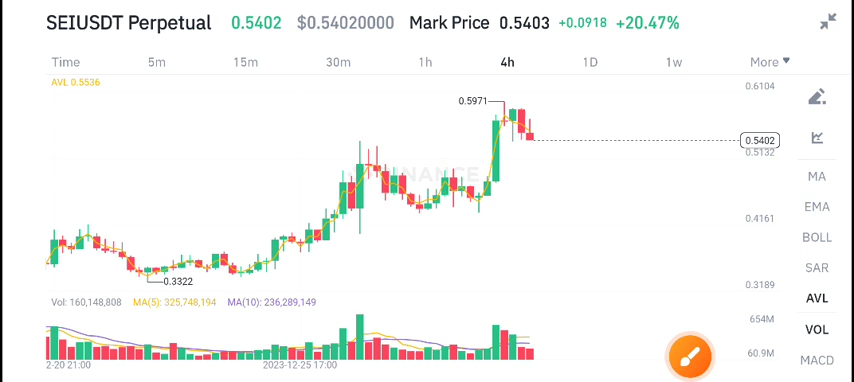 SEIUSDT Perpetual 0.5402 $0.54020000 Mark Price 0.5403 +0.0918 +20.47%
Time 5m 15m 30m 1h 4h 1D 1w More
AVL 0.5536
0.6104
0.5971
0.5402
0.5132
BINANCE
MA
EMA
0.4161
BOLL
SAR
0.3322
0.3189
AVL
Vol: 160,148,808 MA(5): 325,748,194 MA(10): 236,289,149
654M
VOL
60.9M
MACD
2-20 21:00 2023-12-25 17:00